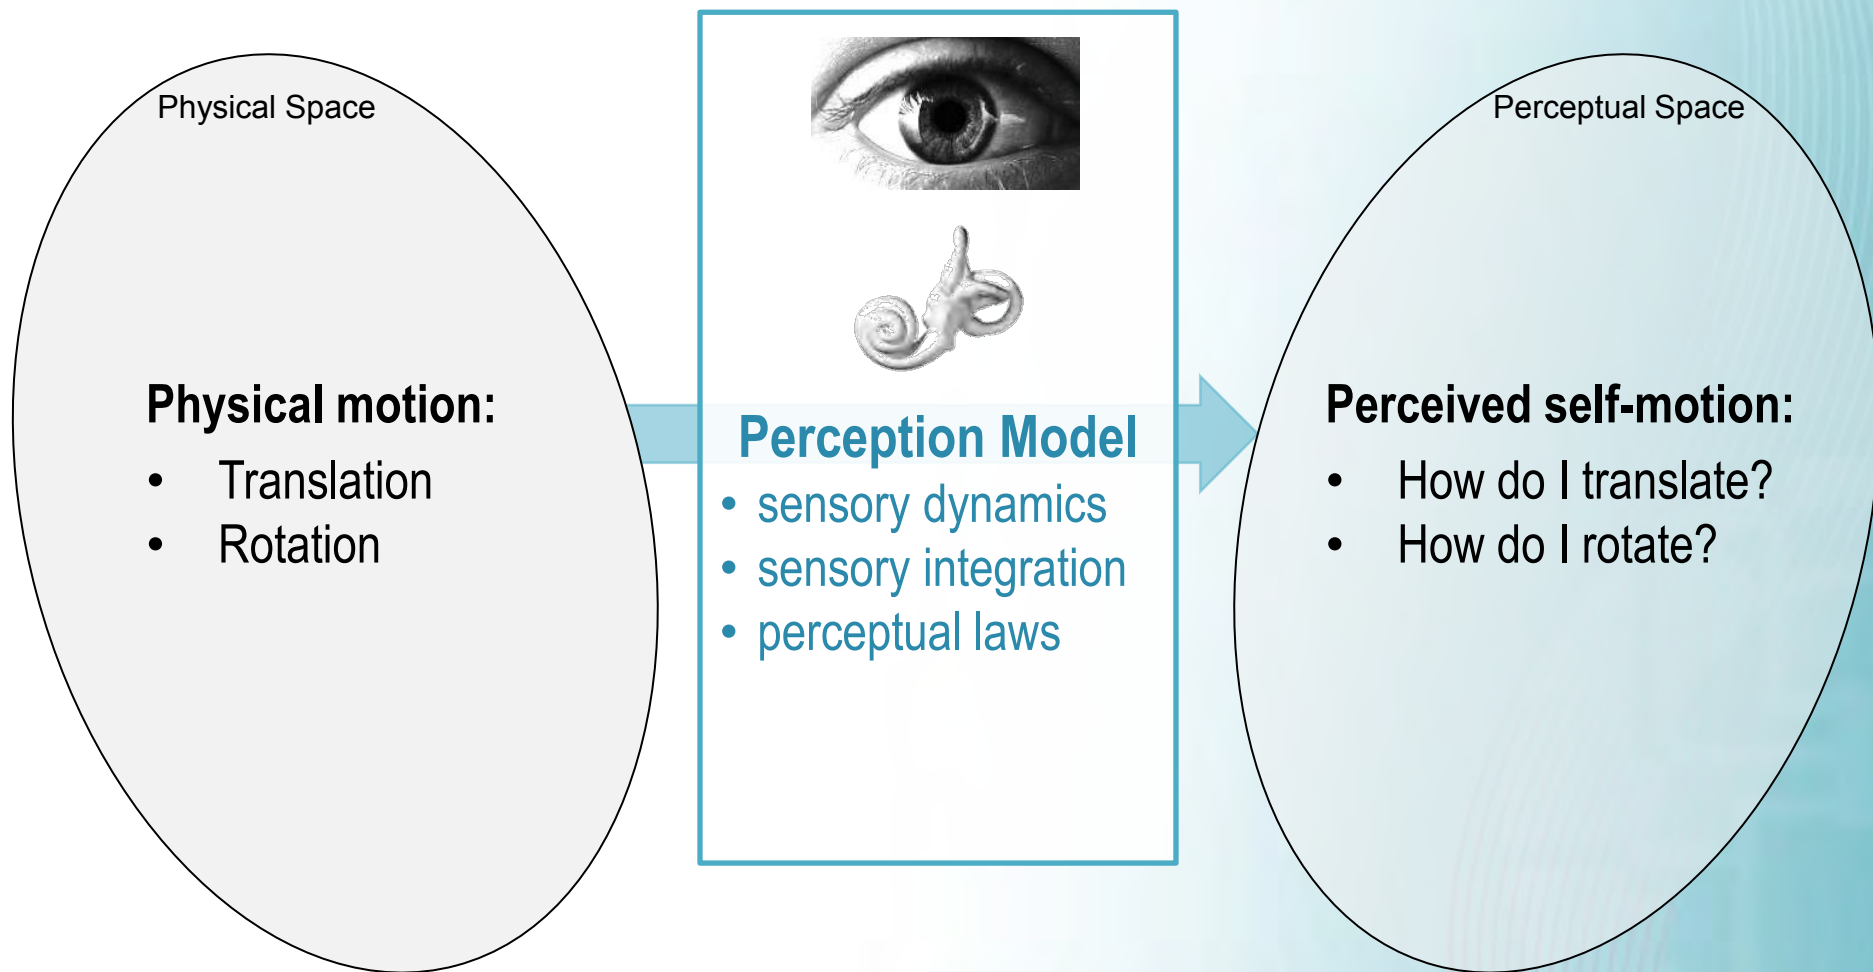 Physical Space
Physical motion:
• Translation
• Rotation
Perception Model
• sensory dynamics
• sensory integration
• perceptual laws
Perceptual Space
Perceived self-motion:
• How do I translate?
• How do I rotate?